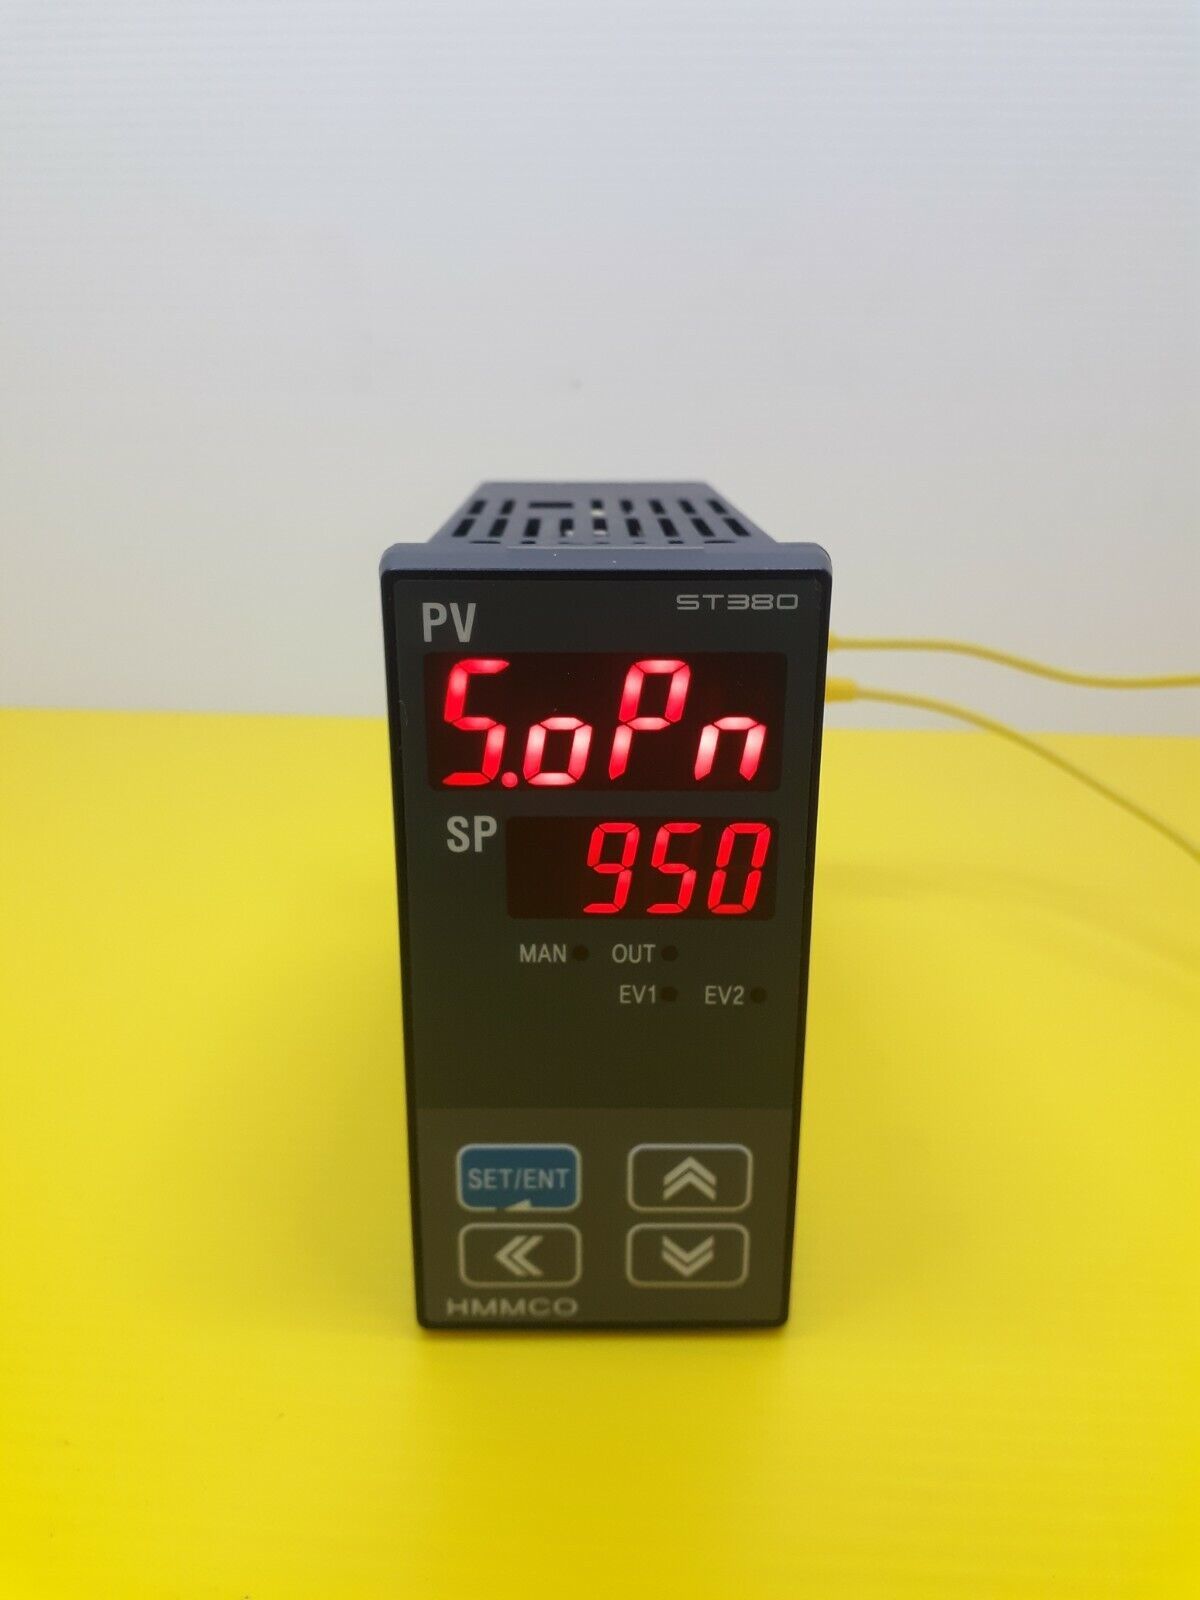 ST380
PV
S.oPn
SP
950
MAN OUT
EV1 EV2
SET/ENT
HMMCO